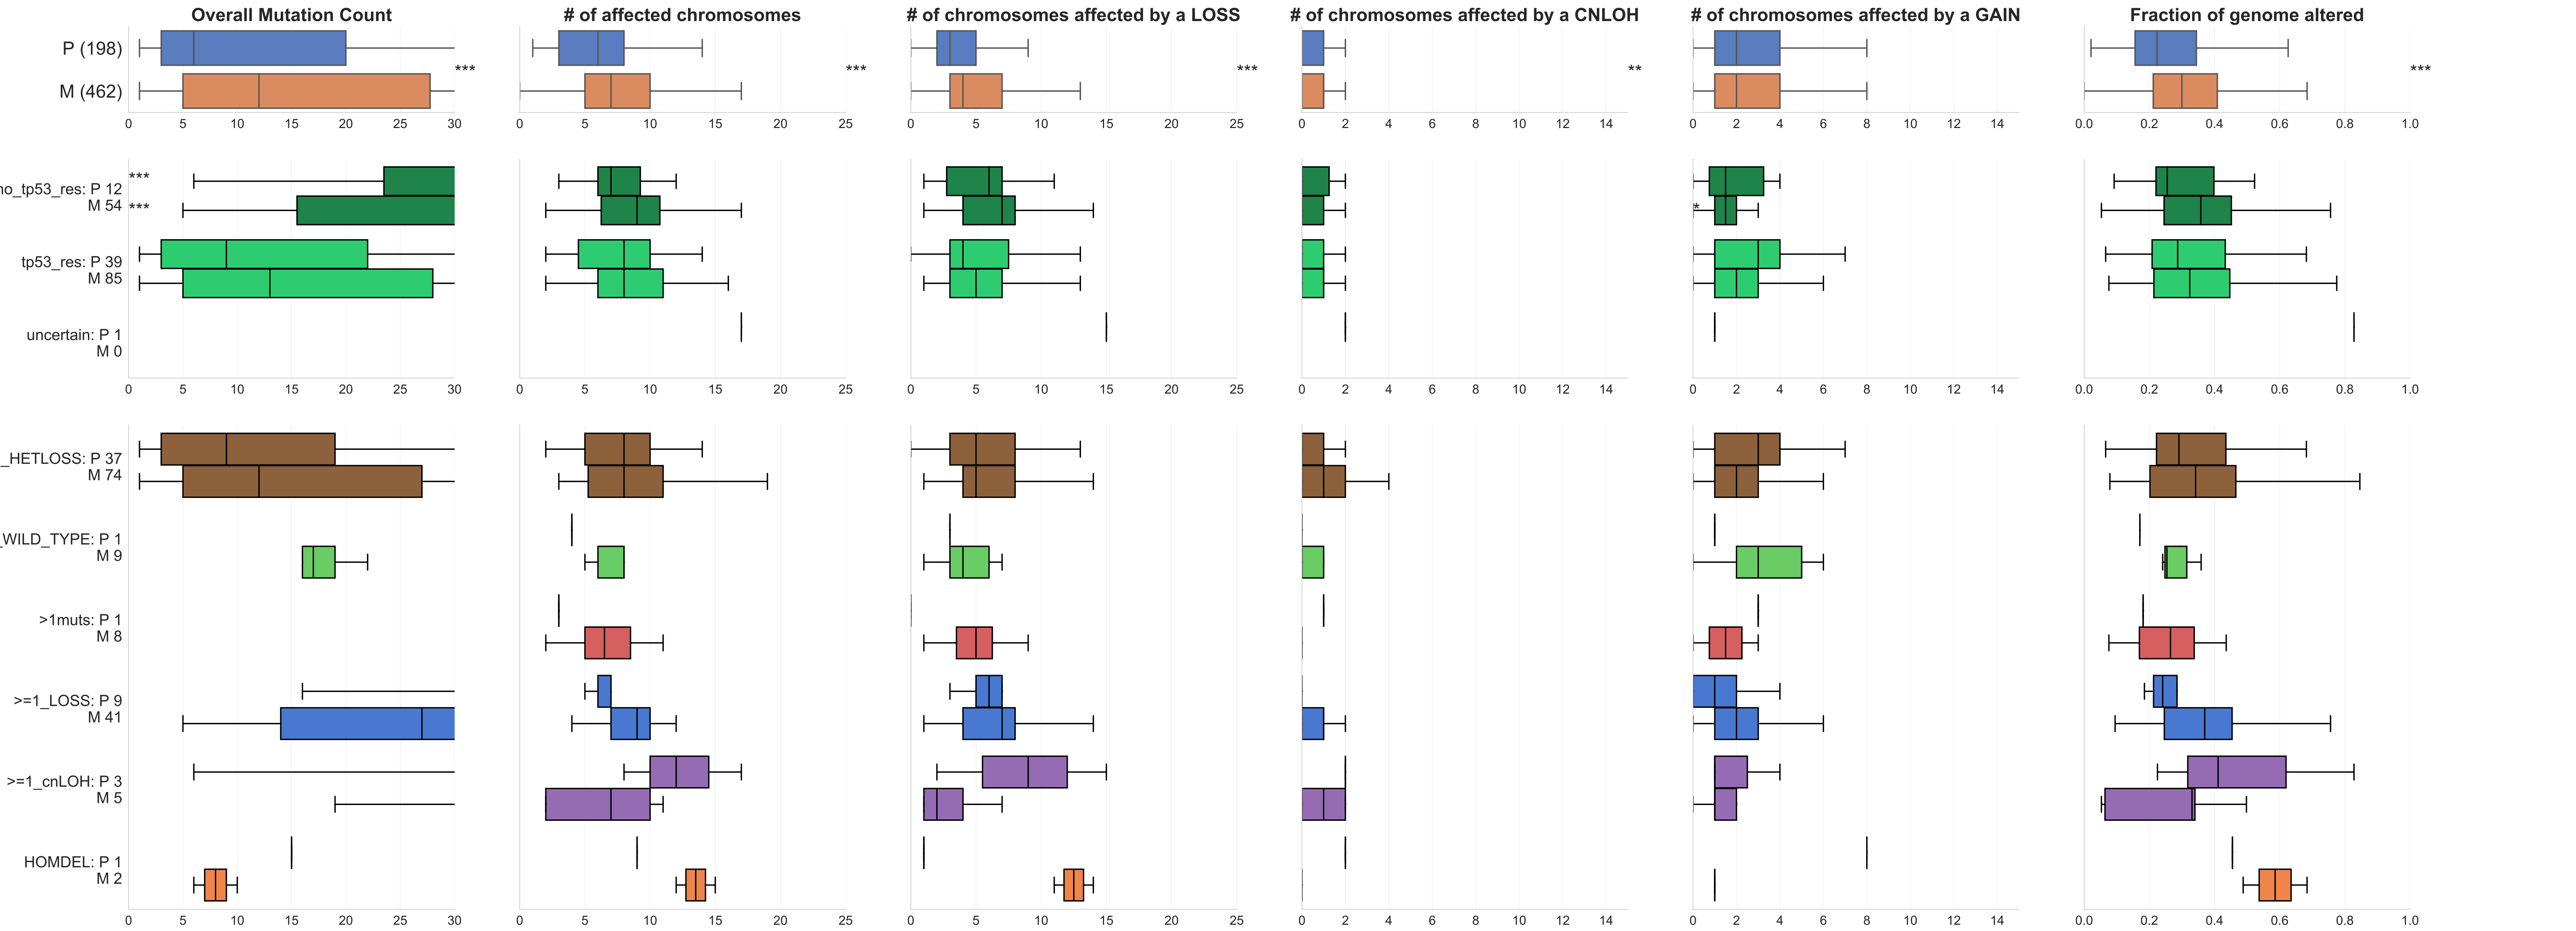 Overall Mutation Count # of affected chromosomes # of chromosomes affected by a LOSS # of chromosomes affected by a CNLOH # of chromosomes affected by a GAIN Fraction of genome altered
P (198)
*** *** *** ** ***
M (462)
0 5 10 15 20 25 30 0 5 10 15 20 25 0 5 10 15 20 25 0 2 4 6 8 10 12 14 0 2 4 6 8 10 12 14 0.0 0.2 0.4 0.6 0.8 1.0
***
no_tp53_res: P 12
M 54 *** *
tp53_res: P 39
M 85
uncertain: P 1
M 0
0 5 10 15 20 25 30 0 5 10 15 20 25 0 5 10 15 20 25 0 2 4 6 8 10 12 14 0 2 4 6 8 10 12 14 0.0 0.2 0.4 0.6 0.8 1.0
_HETLOSS: P 37
M 74
_WILD_TYPE: P 1
M 9
>1muts: P 1
M 8
>=1_LOSS: P 9
M 41
>=1_cnLOH: P 3
M 5
HOMDEL: P 1
M 2
0 5 10 15 20 25 30 0 5 10 15 20 25 0 5 10 15 20 25 0 2 4 6 8 10 12 14 0 2 4 6 8 10 12 14 0.0 0.2 0.4 0.6 0.8 1.0